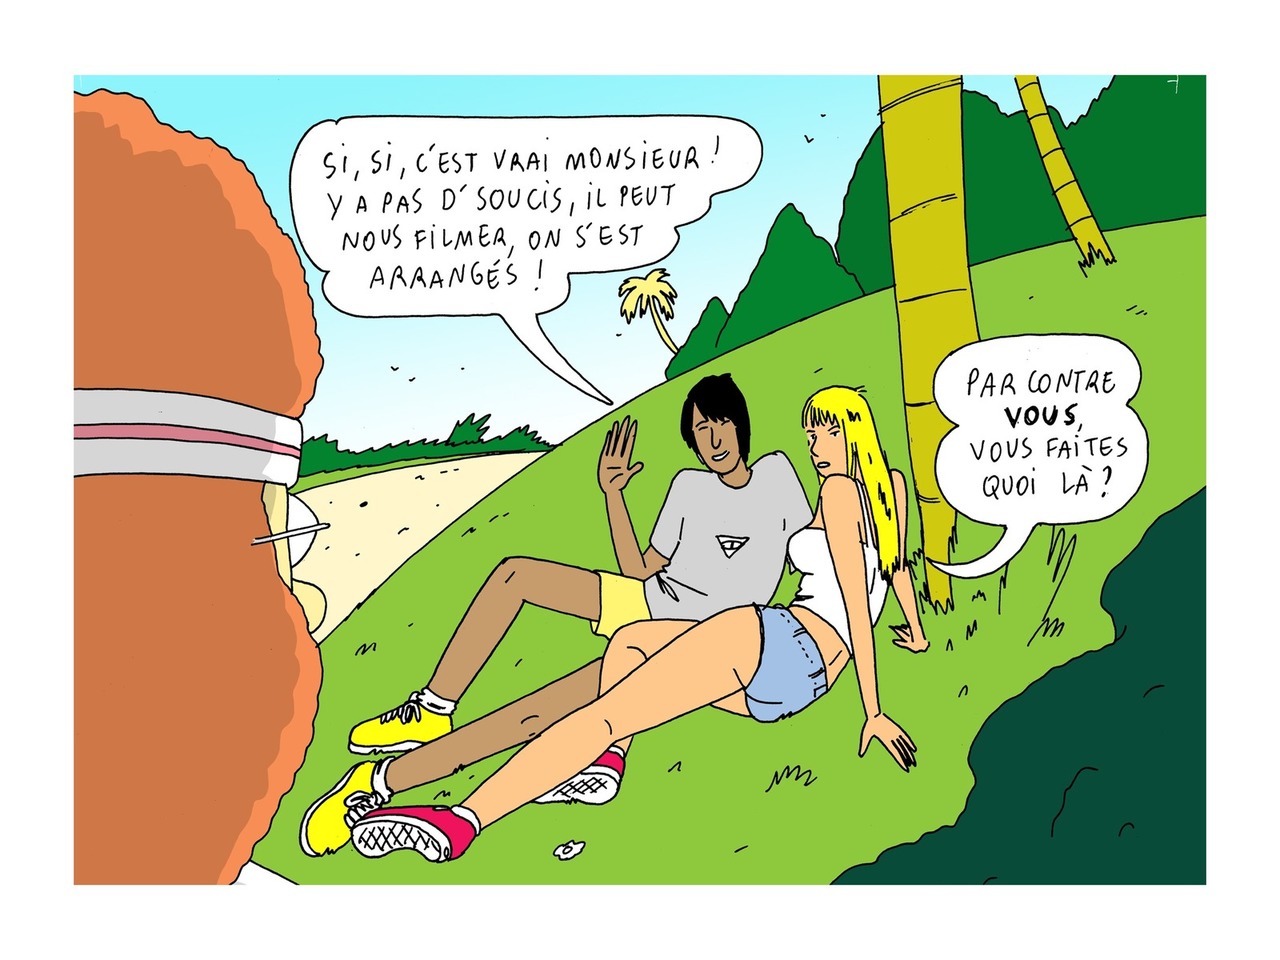 SI, SI, C'EST VRAI MONSIEUR !
Y A PAS D'SOUCIS, IL PEUT
NOUS FILMER, ON S'EST
ARRANGÉS !
PAR CONTRE
VOUS,
VOUS FAITES
QUOI LÀ ?